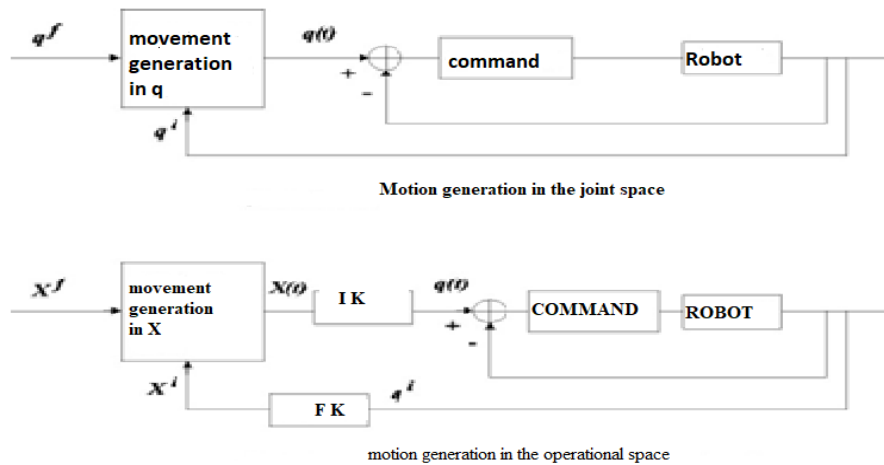 q^f
movement
generation
in q
q(t)
+
-
command
Robot
q^i
Motion generation in the joint space
X^f
movement
generation
in X
X(t)
I K
q(t)
+
-
COMMAND
ROBOT
X^i
F K
q^i
motion generation in the operational space